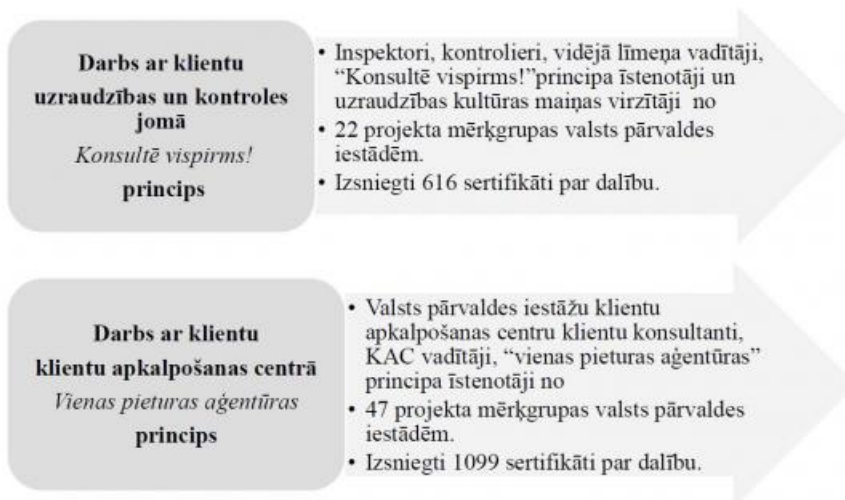 Darbs ar klientu
uzraudzības un kontroles
jomā
Konsultē vispirms!
princips
• Inspektori, kontrolieri, vidējā līmeņa vadītāji,
“Konsultē vispirms!”principa īstenotāji un
uzraudzības kultūras maiņas virzītāji no
• 22 projekta mērķgrupas valsts pārvaldes
iestādēm.
• Izsniegti 616 sertifikāti par dalību.
Darbs ar klientu
klientu apkalpošanas centrā
Vienas pieturas aģentūras
princips
• Valsts pārvaldes iestāžu klientu
apkalpošanas centru klientu konsultanti,
KAC vadītāji, “vienas pieturas aģentūras”
principa īstenotāji no
• 47 projekta mērķgrupas valsts pārvaldes
iestādēm.
• Izsniegti 1099 sertifikāti par dalību.